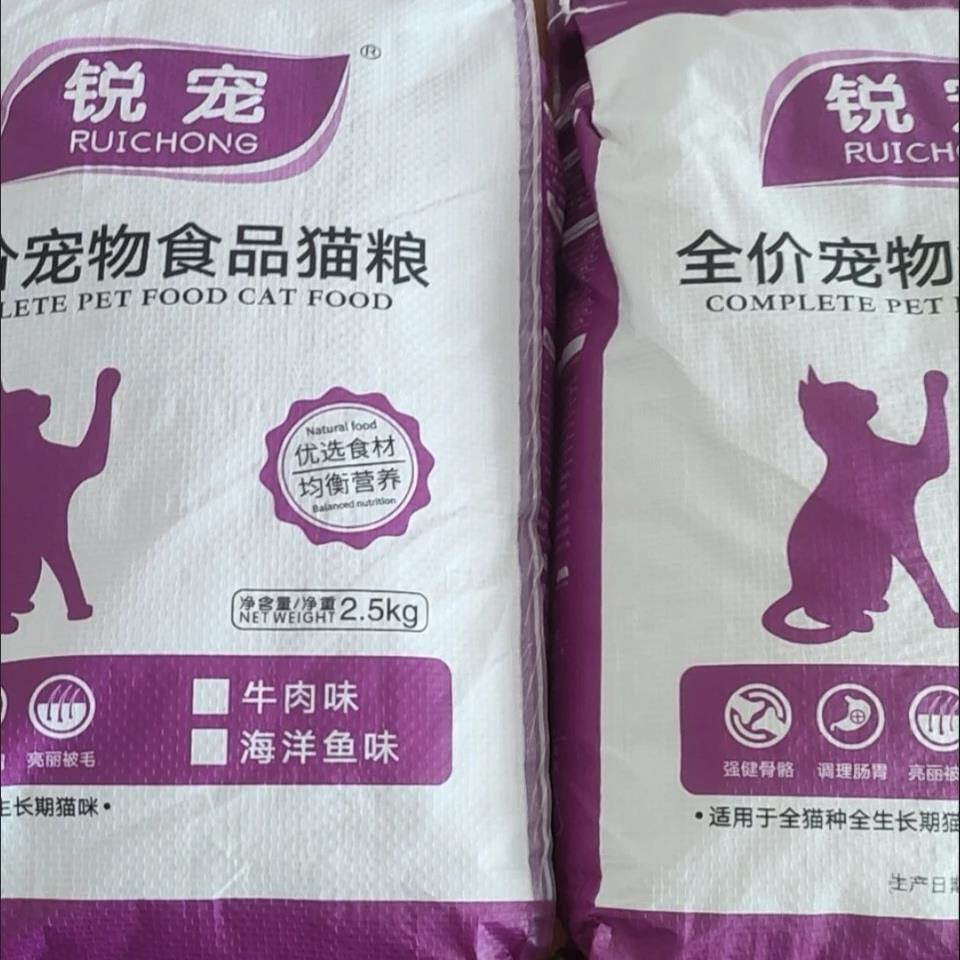 锐宠
®
RUICHONG
宠物食品猫粮
LETE PET FOOD CAT FOOD
Natural food
优选食材
均衡营养
Balanced nutrition
净含量/净重
NET WEIGHT
2.5kg
牛肉味
海洋鱼味
亮丽被毛
生长期猫咪•
锐
RUICH
全价宠物
COMPLETE PET
强健骨骼
调理肠胃
亮丽被
•适用于全猫种全生长期猫
生产日期